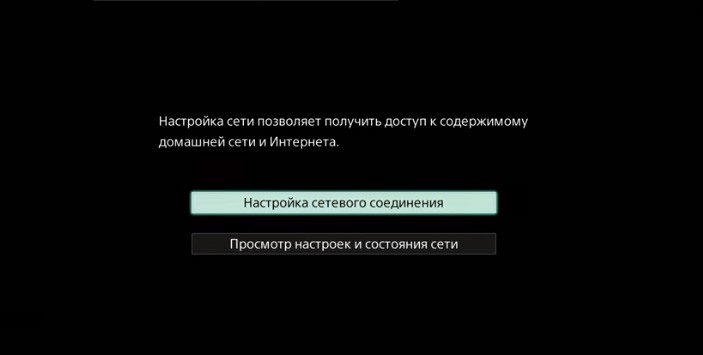 Настройка сети позволяет получить доступ к содержимому
домашней сети и Интернета.
Настройка сетевого соединения
Просмотр настроек и состояния сети